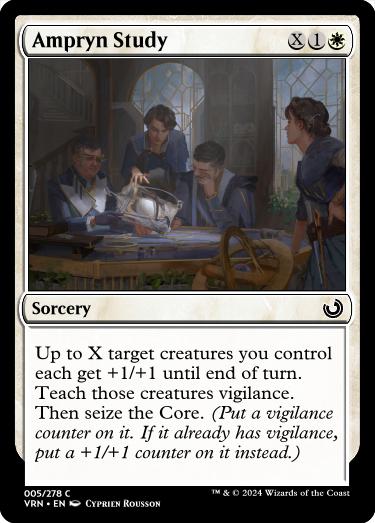 Ampryn Study X 1
Sorcery
Up to X target creatures you control
each get +1/+1 until end of turn.
Teach those creatures vigilance.
Then seize the Core. (Put a vigilance
counter on it. If it already has vigilance,
put a +1/+1 counter on it instead.)
005/278 C
VRN • EN Cyprien Rousson
™ & © 2024 Wizards of the Coast